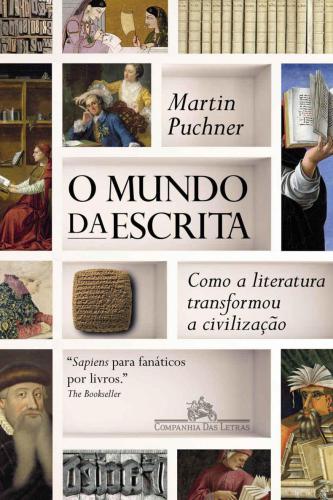 Martin
Puchner
O MUNDO
DA ESCRITA
Como a literatura
transformou
a civilização
“Sapiens para fanáticos
por livros.”
The Bookseller
COMPANHIA DAS LETRAS